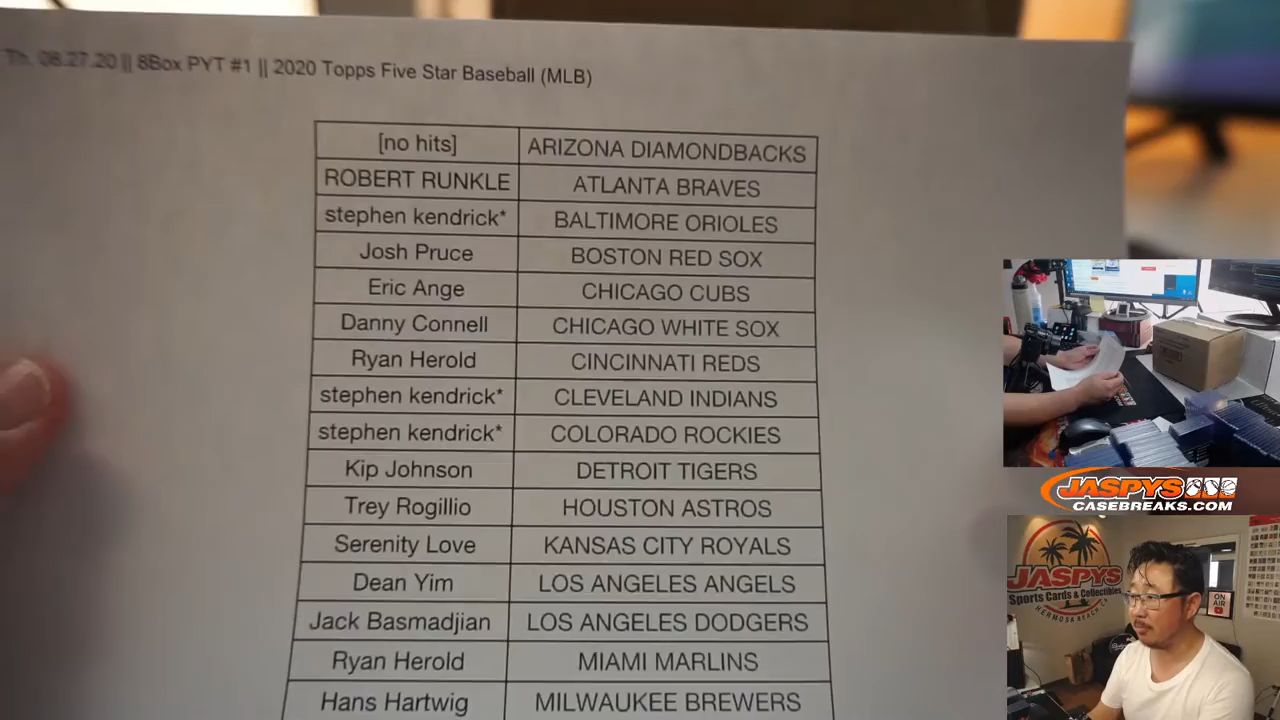 Th. 08.27.20 || 8Box PYT #1 || 2020 Topps Five Star Baseball (MLB)
[no hits] ARIZONA DIAMONDBACKS
ROBERT RUNKLE ATLANTA BRAVES
stephen kendrick* BALTIMORE ORIOLES
Josh Pruce BOSTON RED SOX
Eric Ange CHICAGO CUBS
Danny Connell CHICAGO WHITE SOX
Ryan Herold CINCINNATI REDS
stephen kendrick* CLEVELAND INDIANS
stephen kendrick* COLORADO ROCKIES
Kip Johnson DETROIT TIGERS
Trey Rogillio HOUSTON ASTROS
Serenity Love KANSAS CITY ROYALS
Dean Yim LOS ANGELES ANGELS
Jack Basmadjian LOS ANGELES DODGERS
Ryan Herold MIAMI MARLINS
Hans Hartwig MILWAUKEE BREWERS
JASPYS
CASEBREAKS.COM
JASPYS
Sports Cards & Collectibles
HERMOSA BEACH CA
ON
AIR